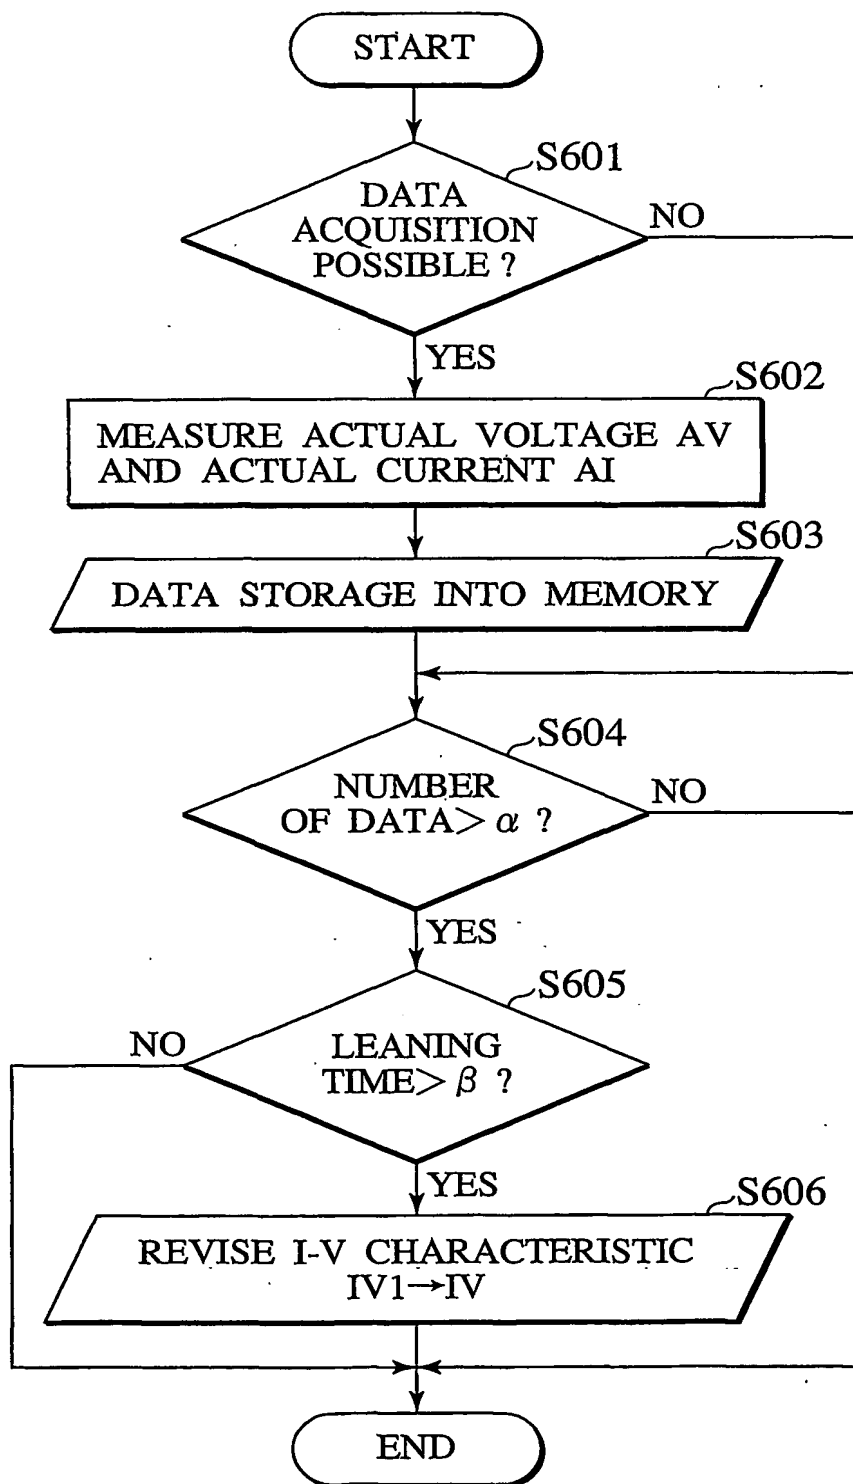 START
S601
DATA
ACQUISITION
POSSIBLE ?
NO
YES
S602
MEASURE ACTUAL VOLTAGE AV
AND ACTUAL CURRENT AI
S603
DATA STORAGE INTO MEMORY
S604
NUMBER
OF DATA> α ?
NO
YES
S605
NO
LEANING
TIME> β ?
YES
S606
REVISE I-V CHARACTERISTIC
IV1→IV
END